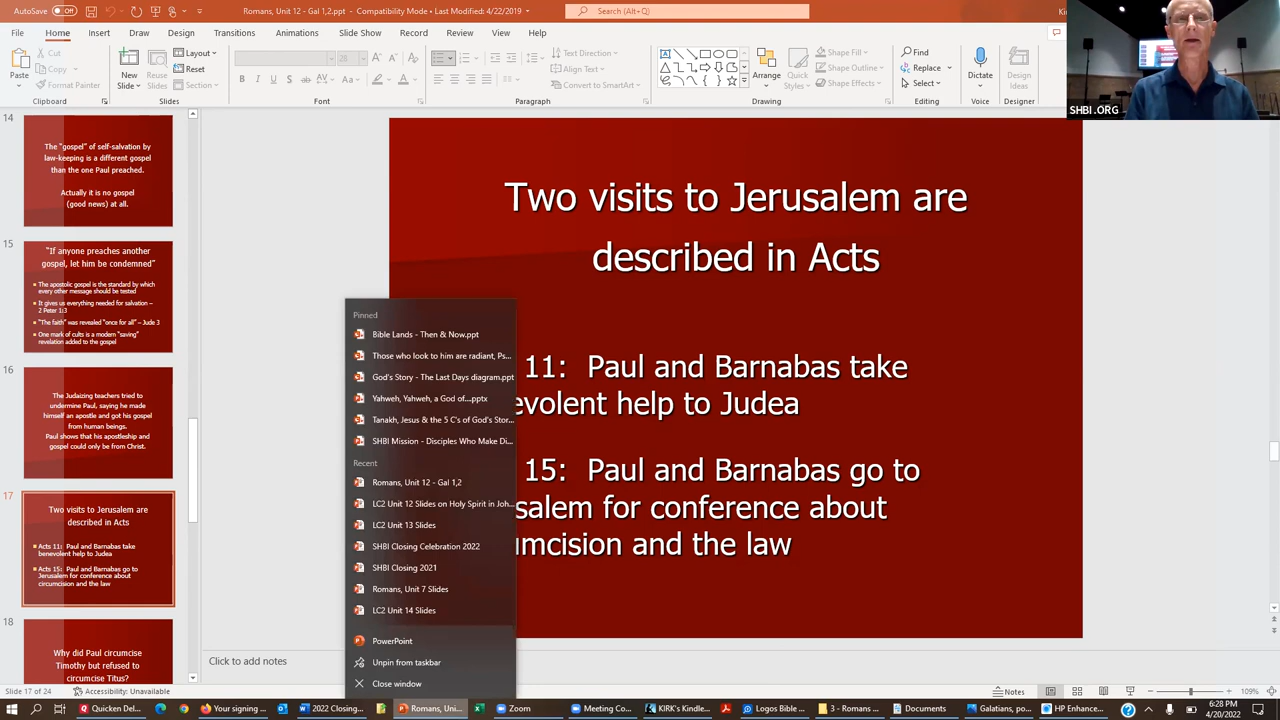 AutoSave Off
Romans, Unit 12 - Gal 1,2.ppt - Compatibility Mode • Last Modified: 4/22/2019
Search (Alt+Q)
File Home Insert Draw Design Transitions Animations Slide Show Record Review View Help
Cut
Copy
Format Painter
Paste
Clipboard
New
Slide
Reuse
Slides
Layout
Reset
Section
Slides
28
Font
Text Direction
Align Text
Convert to SmartArt
Paragraph
Arrange
Quick
Styles
Shape Fill
Shape Outline
Shape Effects
Drawing
Find
Replace
Select
Editing
Dictate
Voice
Design
Ideas
Designer
SHBI.ORG
14
The "gospel" of self-salvation by
law-keeping is a different gospel
than the one Paul preached.
Actually it is no gospel
(good news) at all.
15
"If anyone preaches another
gospel, let him be condemned"
The apostolic gospel is the standard by which
every other message should be tested
It gives us everything needed for salvation –
2 Peter 1:3
"The faith" was revealed "once for all" – Jude 3
One mark of cults is a modern "saving"
revelation added to the gospel
16
The Judaizing teachers tried to
undermine Paul, saying he made
himself an apostle and got his gospel
from human beings.
Paul shows that his apostleship and
gospel could only be from Christ.
17
Two visits to Jerusalem are
described in Acts
Acts 11: Paul and Barnabas take
benevolent help to Judea
Acts 15: Paul and Barnabas go to
Jerusalem for conference about
circumcision and the law
18
Why did Paul circumcise
Timothy but refused to
circumcise Titus?
Two visits to Jerusalem are
described in Acts
11: Paul and Barnabas take
evolent help to Judea
15: Paul and Barnabas go to
salem for conference about
umcision and the law
Pinned
Bible Lands - Then & Now.ppt
Those who look to him are radiant, Ps...
God's Story - The Last Days diagram.ppt
Yahweh, Yahweh, a God of....pptx
Tanakh, Jesus & the 5 C's of God's Stor...
SHBI Mission - Disciples Who Make Di...
Recent
Romans, Unit 12 - Gal 1,2
LC2 Unit 12 Slides on Holy Spirit in Joh...
LC2 Unit 13 Slides
SHBI Closing Celebration 2022
SHBI Closing 2021
Romans, Unit 7 Slides
LC2 Unit 14 Slides
PowerPoint
Unpin from taskbar
Close window
Click to add notes
Slide 17 of 24 Accessibility: Unavailable
Notes
109%
Quicken Del...
Your signing ...
2022 Closing...
Romans, Uni...
Zoom
Meeting Co...
KIRK's Kindle...
Logos Bible ...
3 - Romans ...
Documents
Galatians, po...
HP Enhance...
6:28 PM
4/20/2022